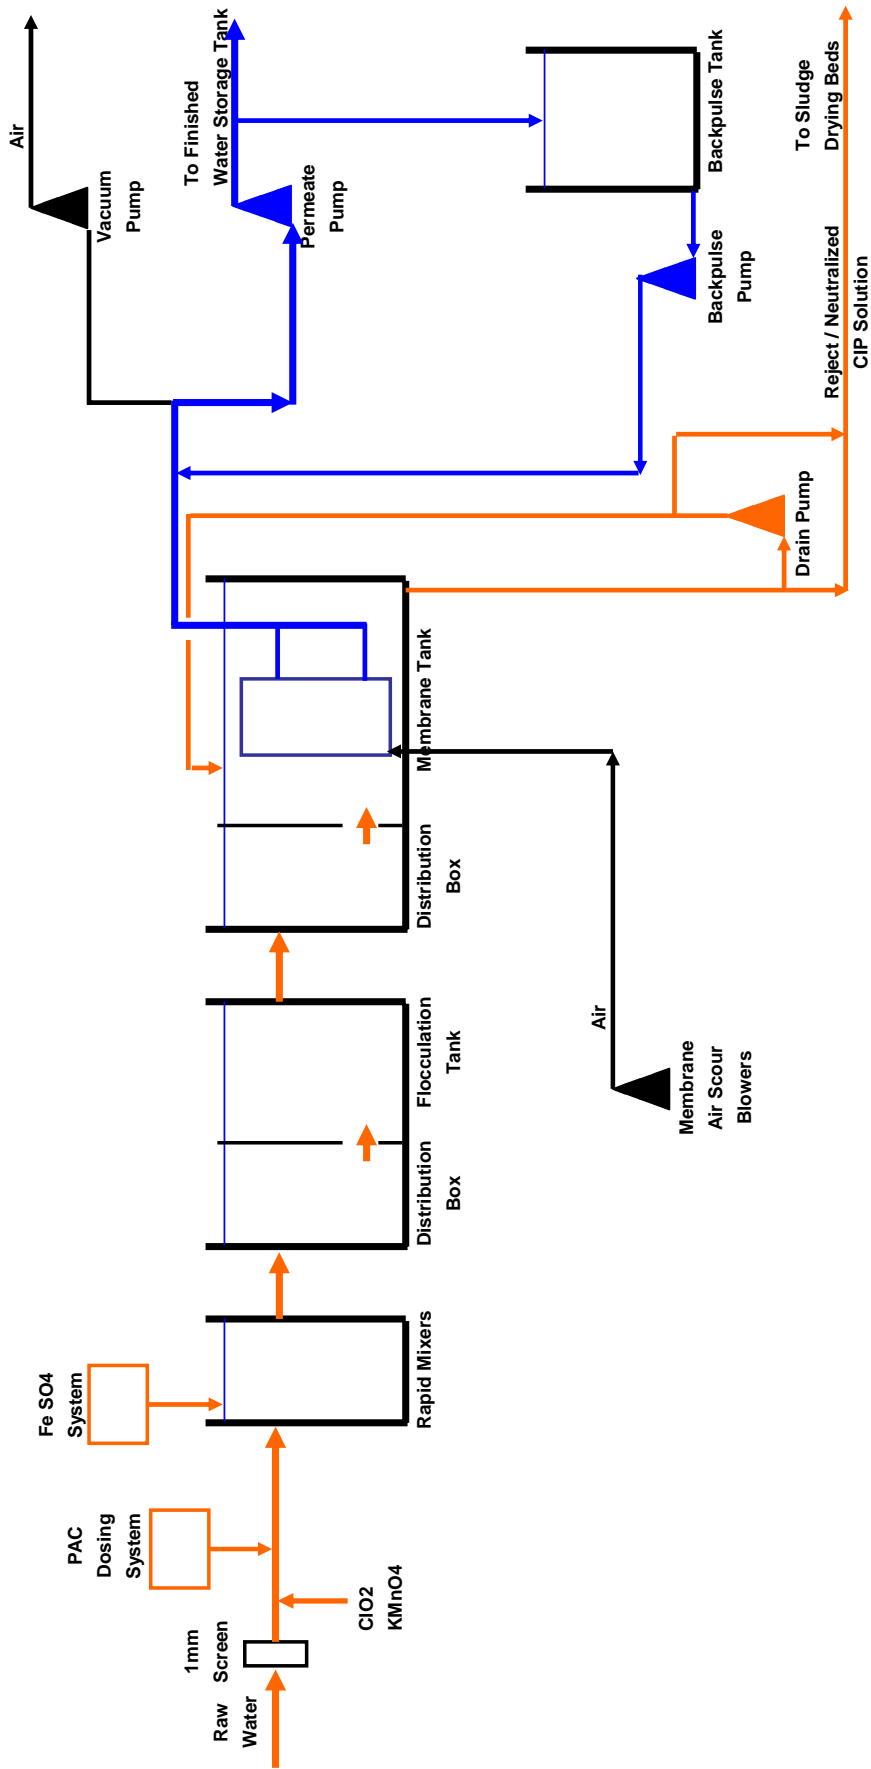 Raw
Water
1mm
Screen
ClO2
KMnO4
PAC
Dosing
System
Fe SO4
System
Rapid Mixers
Distribution
Box
Flocculation
Tank
Distribution
Box
Membrane Tank
Membrane
Air Scour
Blowers
Air
Drain Pump
Vacuum
Pump
Air
Permeate
Pump
To Finished
Water Storage Tank
Backpulse
Pump
Backpulse Tank
Reject / Neutralized
CIP Solution
To Sludge
Drying Beds